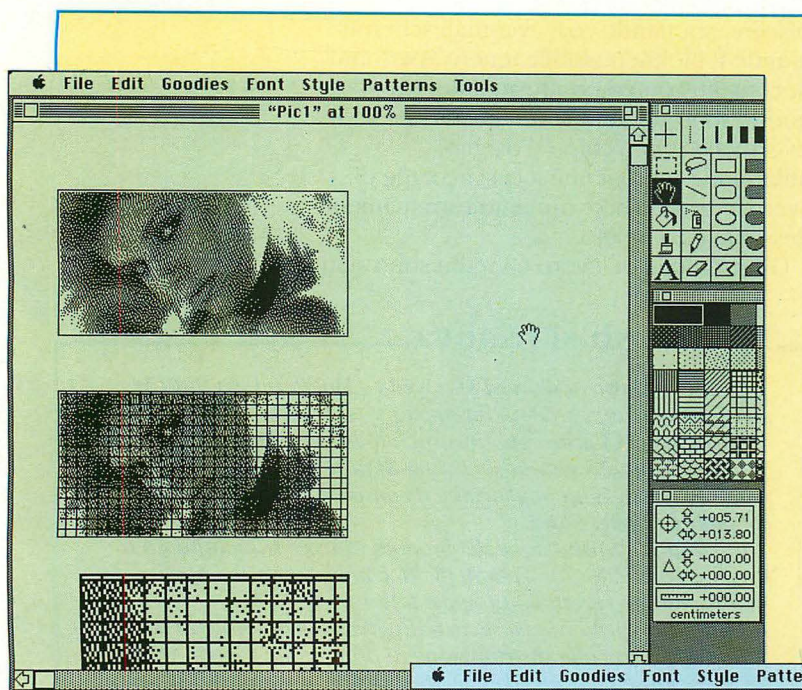 File Edit Goodies Font Style Patterns Tools
“Pic1” at 100%
A
+005.71
+013.80
+000.00
+000.00
+000.00
centimeters
File Edit Goodies Font Style Patte